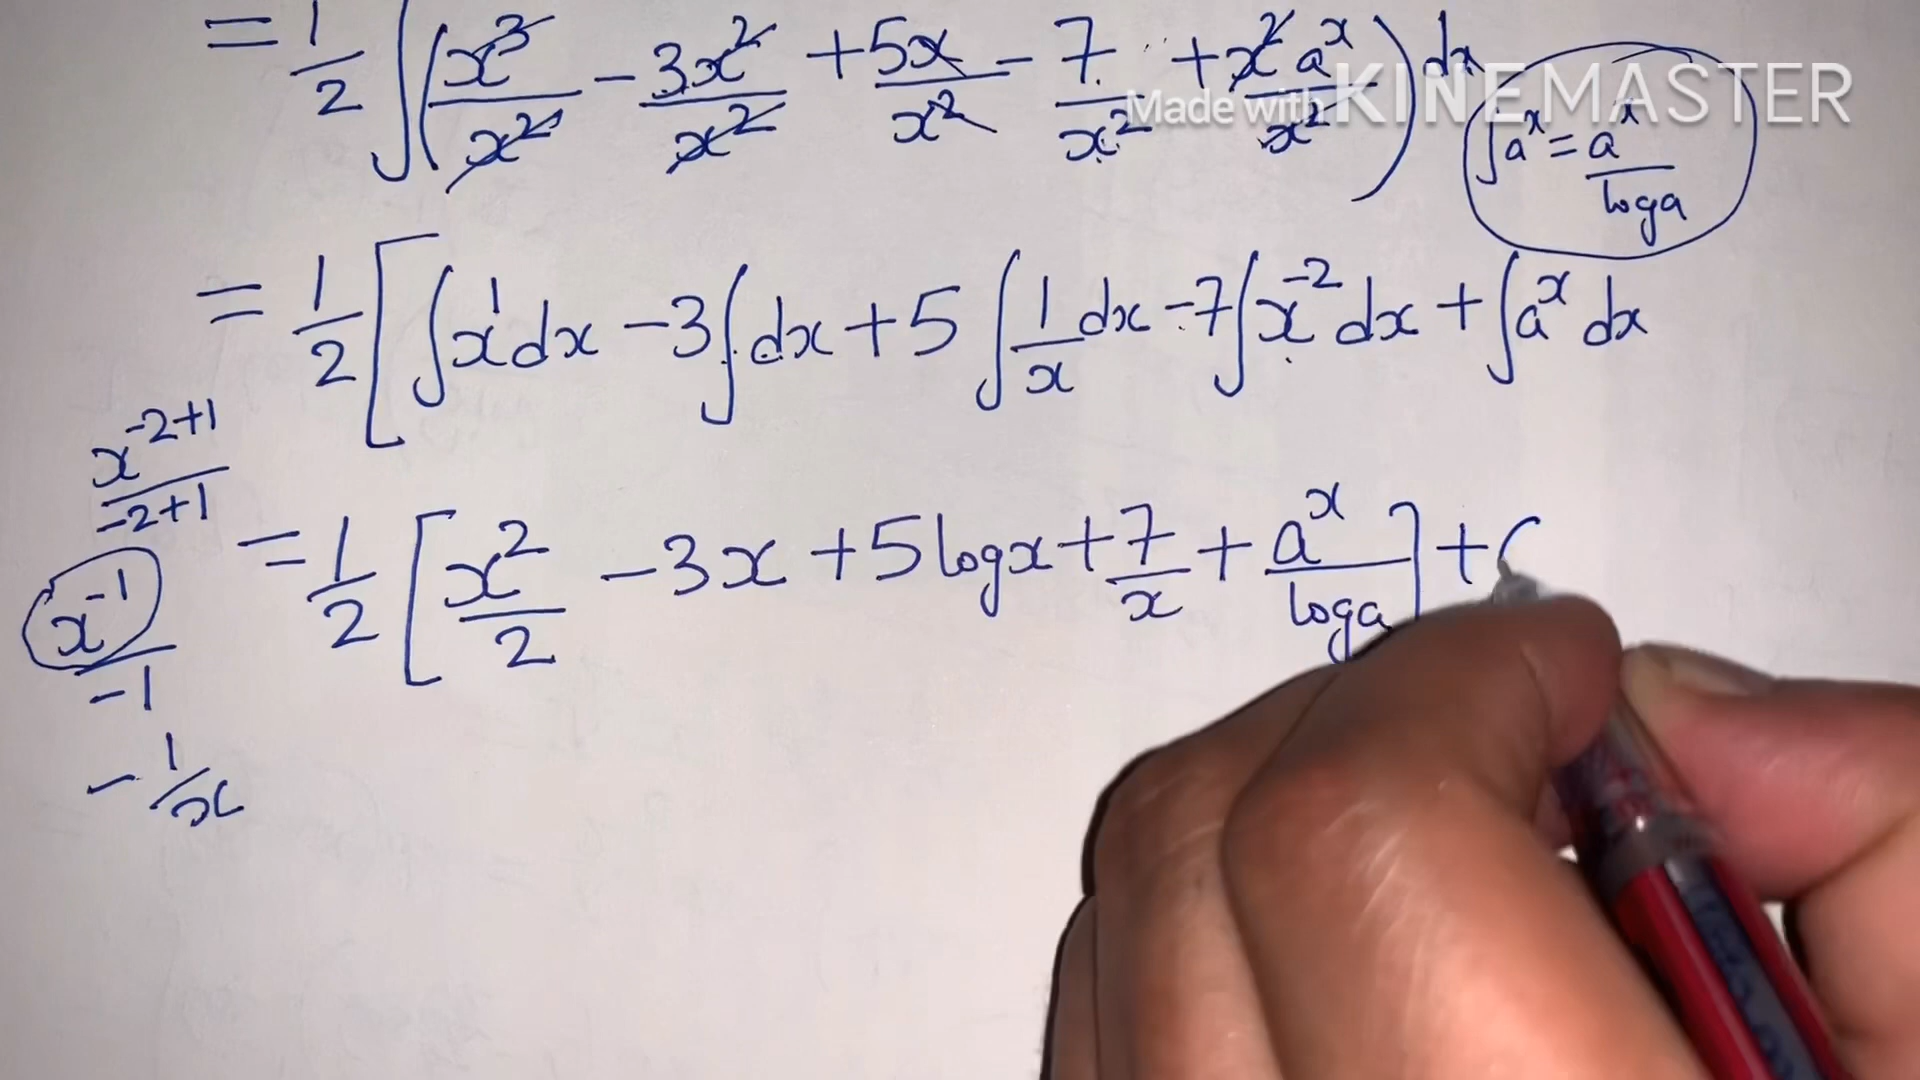 = 1/2 ∫(x³/x² - 3x²/x² + 5x/x² - 7/x² + x²aˣ/x²) dx
Made with KINEMASTER
∫aˣ = aˣ/loga
= 1/2 [∫x¹dx - 3∫dx + 5∫1/x dx - 7∫x⁻²dx + ∫aˣ dx
x⁻²⁺¹/-2+1
= 1/2 [x²/2 - 3x + 5logx + 7/x + aˣ/loga] + C
x⁻¹/-1
- 1/x